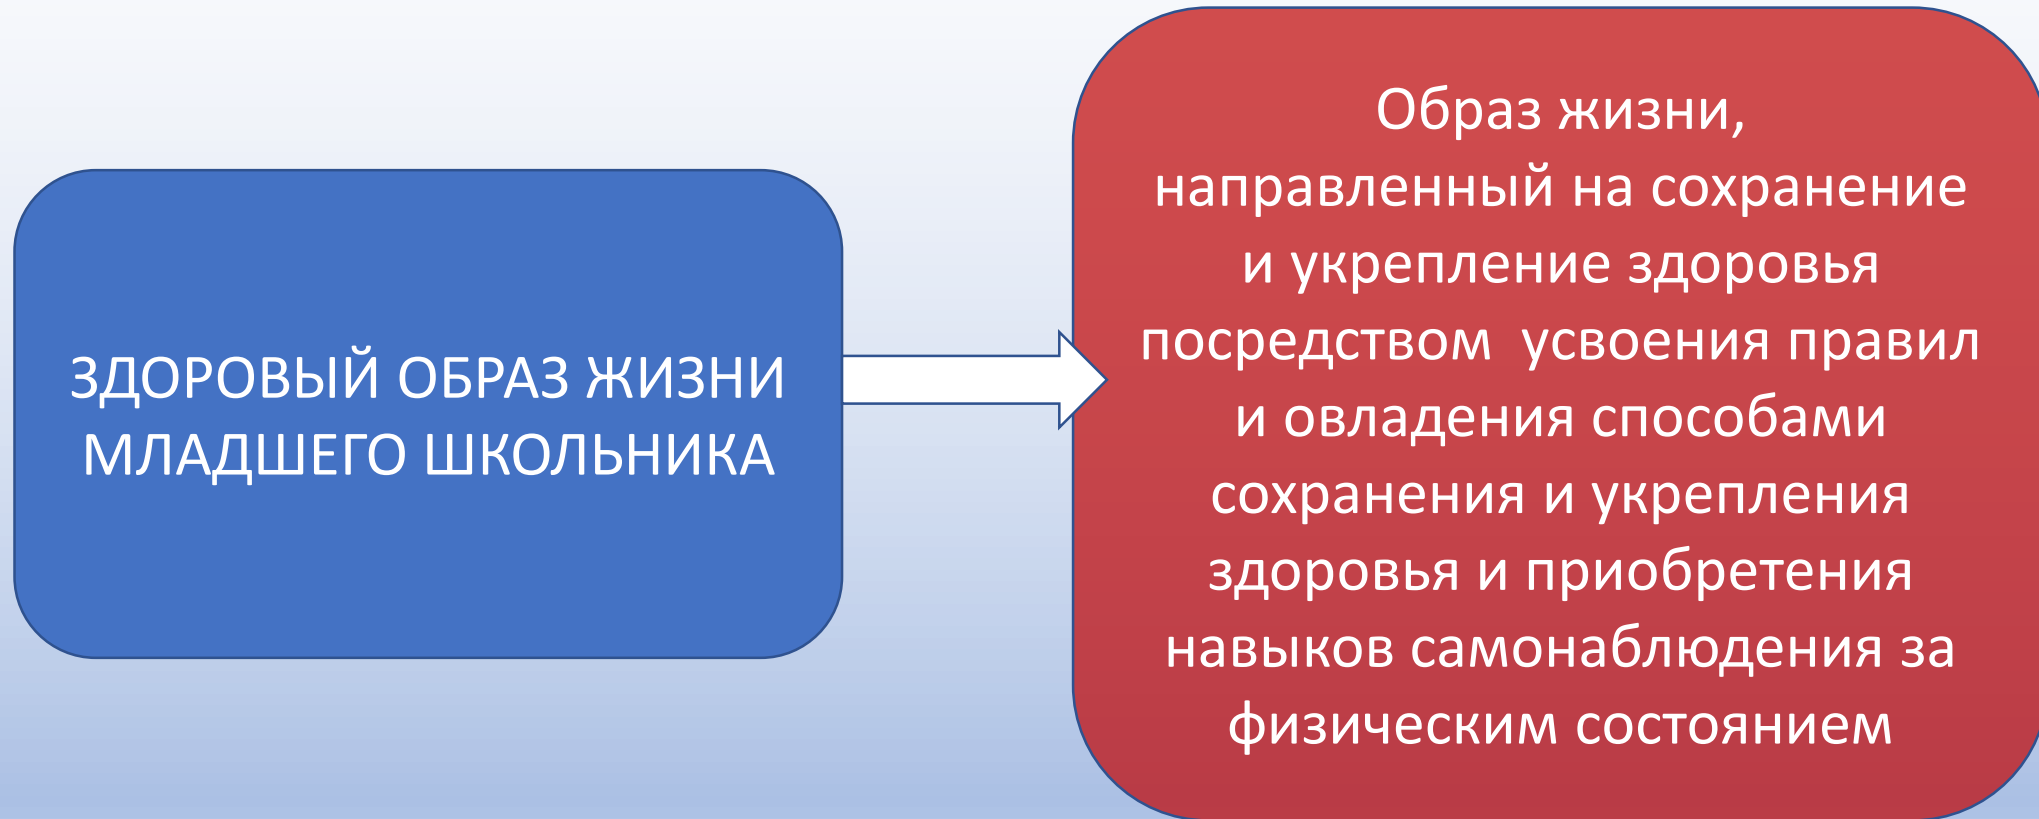 ЗДОРОВЫЙ ОБРАЗ ЖИЗНИ
МЛАДШЕГО ШКОЛЬНИКА
Образ жизни,
направленный на сохранение
и укрепление здоровья
посредством  усвоения правил
и овладения способами
сохранения и укрепления
здоровья и приобретения
навыков самонаблюдения за
физическим состоянием